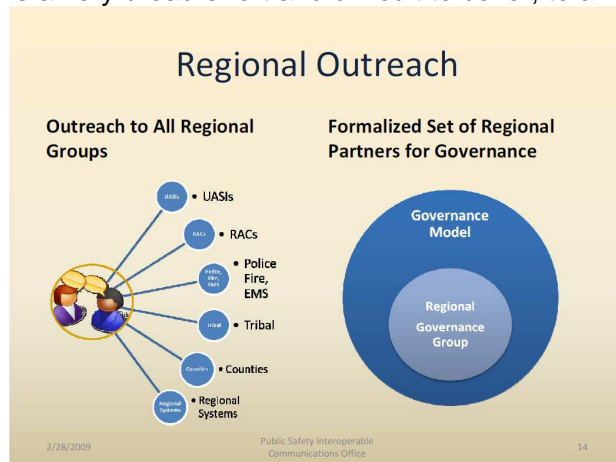 Regional Outreach
Outreach to All Regional
Groups
UASIs
• UASIs
RACs
• RACs
Police,
Fire,
EMS
• Police
Fire,
EMS
Tribal
• Tribal
Counties
• Counties
Regional
Systems
• Regional
Systems
Formalized Set of Regional
Partners for Governance
Governance
Model
Regional
Governance
Group
2/28/2009
Public Safety Interoperable
Communications Office
14